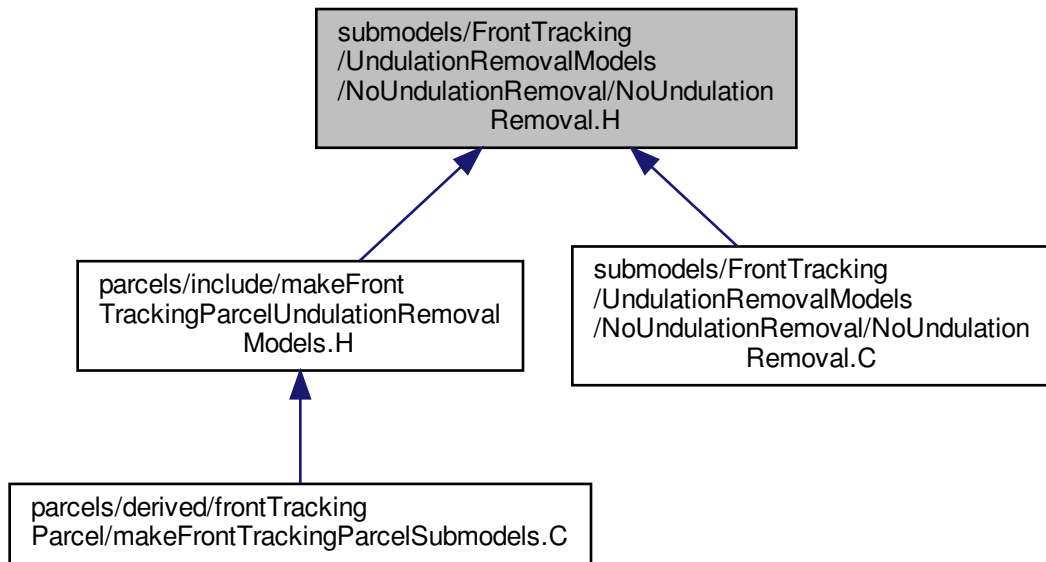 submodels/FrontTracking
/UndulationRemovalModels
/NoUndulationRemoval/NoUndulation
Removal.H
parcels/include/makeFront
TrackingParcelUndulationRemoval
Models.H
submodels/FrontTracking
/UndulationRemovalModels
/NoUndulationRemoval/NoUndulation
Removal.C
parcels/derived/frontTracking
Parcel/makeFrontTrackingParcelSubmodels.C